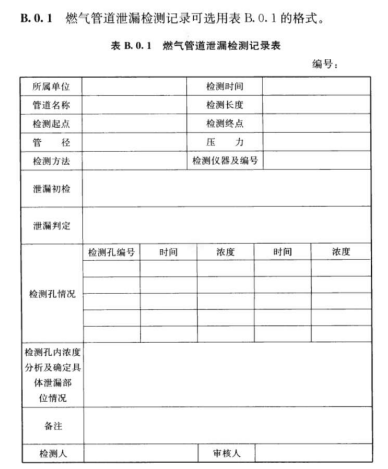 B.0.1 燃气管道泄漏检测记录可选用表 B.0.1 的格式。
表 B.0.1 燃气管道泄漏检测记录表
编号：
所属单位 检测时间
管道名称 检测长度
检测起点 检测终点
管 径 压 力
检测方法 检测仪器及编号
泄漏初检
泄漏判定
检测孔编号 时间 浓度 时间 浓度
检测孔情况
检测孔内浓度
分析及确定具
体泄漏部
位情况
备注
检测人 审核人